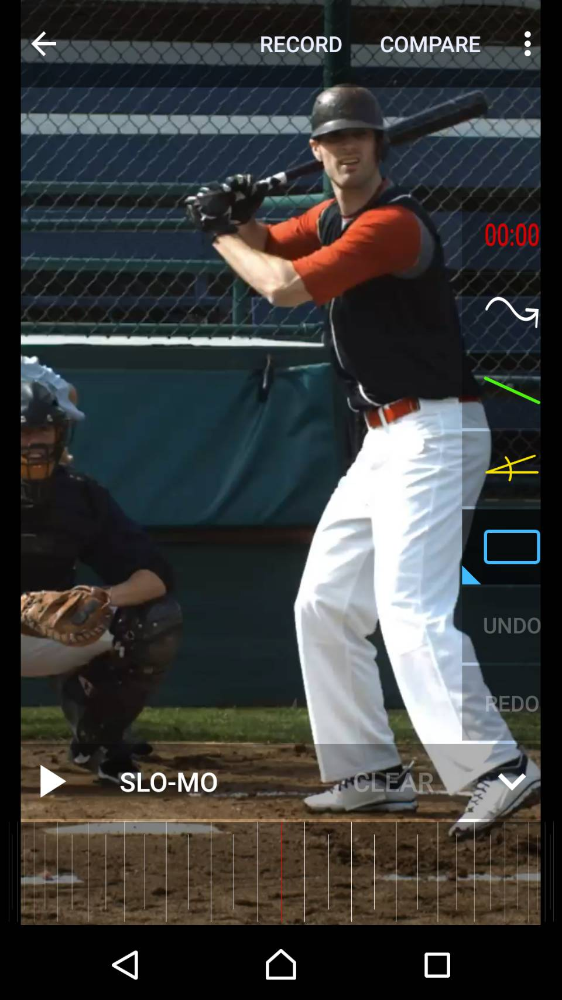 RECORD COMPARE
00:00
UNDO
REDO
SLO-MO CLEAR